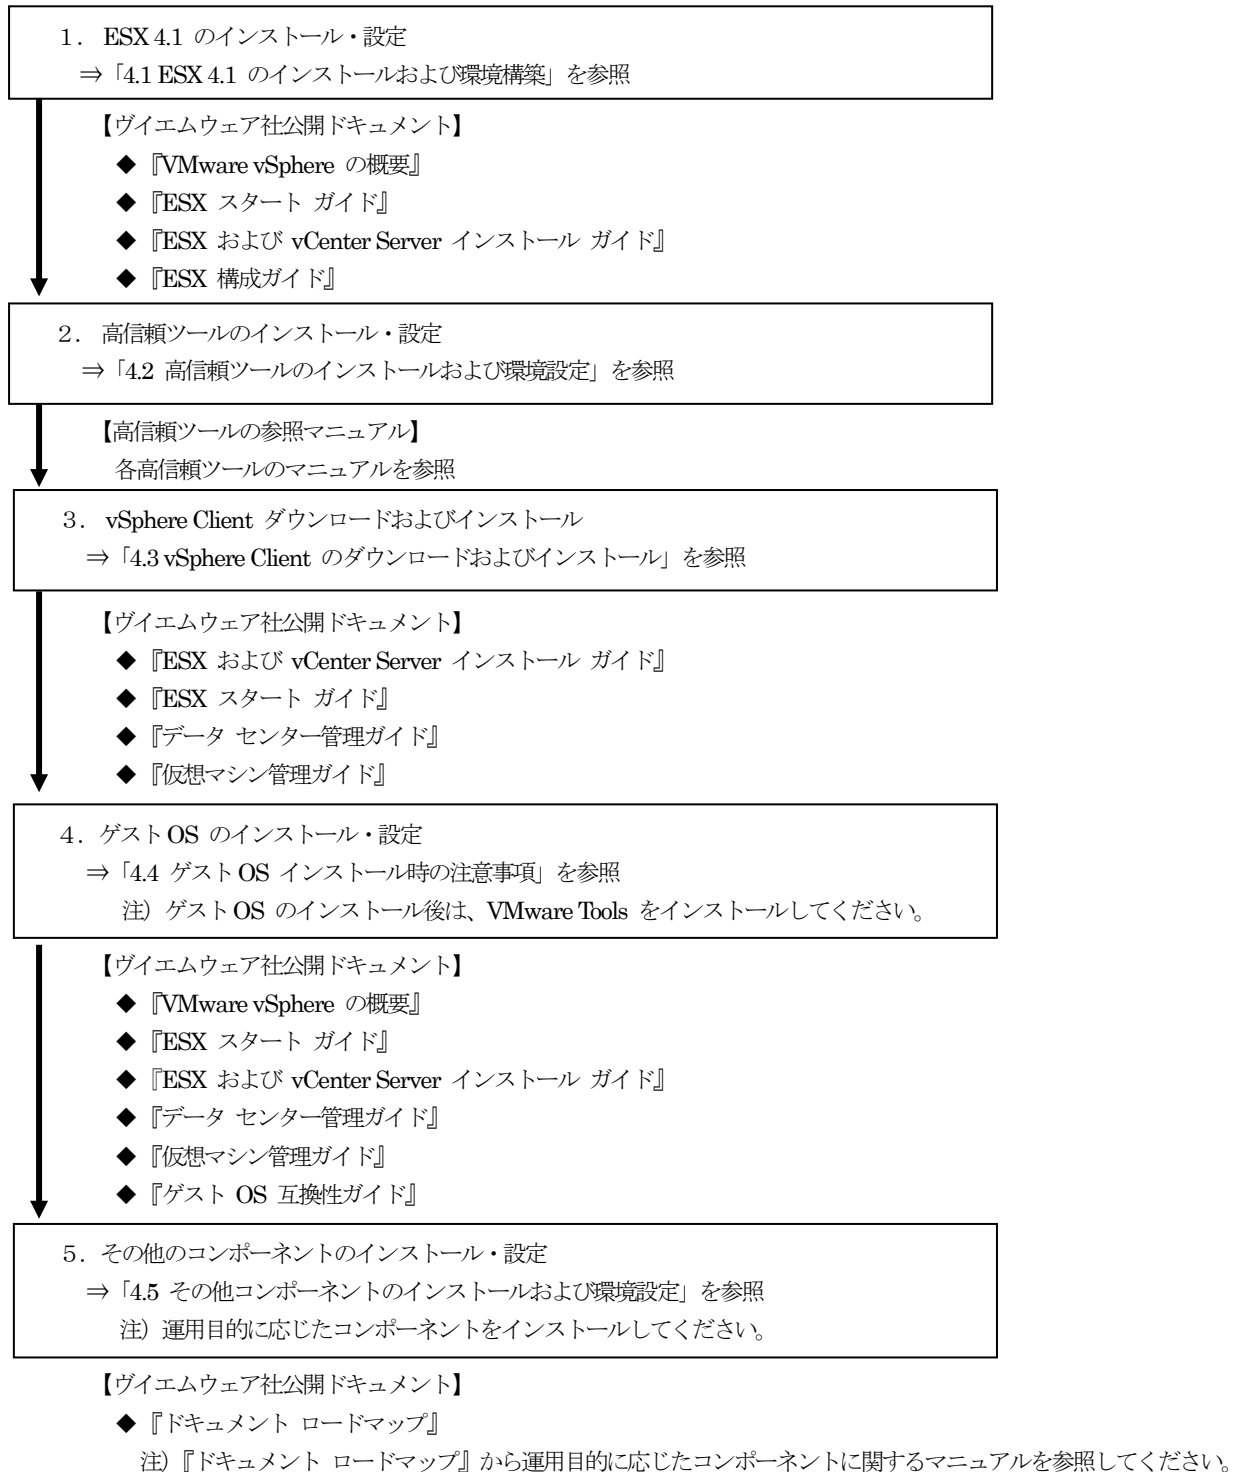 １． ESX 4.1 のインストール・設定
⇒「4.1 ESX 4.1 のインストールおよび環境構築」を参照
【ヴイエムウェア社公開ドキュメント】
◆『VMware vSphere の概要』
◆『ESX スタート ガイド』
◆『ESX および vCenter Server インストール ガイド』
◆『ESX 構成ガイド』
２． 高信頼ツールのインストール・設定
⇒「4.2 高信頼ツールのインストールおよび環境設定」を参照
【高信頼ツールの参照マニュアル】
各高信頼ツールのマニュアルを参照
３． vSphere Client ダウンロードおよびインストール
⇒「4.3 vSphere Client のダウンロードおよびインストール」を参照
【ヴイエムウェア社公開ドキュメント】
◆『ESX および vCenter Server インストール ガイド』
◆『ESX スタート ガイド』
◆『データ センター管理ガイド』
◆『仮想マシン管理ガイド』
４．ゲスト OS のインストール・設定
⇒「4.4 ゲスト OS インストール時の注意事項」を参照
注）ゲスト OS のインストール後は、VMware Tools をインストールしてください。
【ヴイエムウェア社公開ドキュメント】
◆『VMware vSphere の概要』
◆『ESX スタート ガイド』
◆『ESX および vCenter Server インストール ガイド』
◆『データ センター管理ガイド』
◆『仮想マシン管理ガイド』
◆『ゲスト OS 互換性ガイド』
５．その他のコンポーネントのインストール・設定
⇒「4.5 その他コンポーネントのインストールおよび環境設定」を参照
注）運用目的に応じたコンポーネントをインストールしてください。
【ヴイエムウェア社公開ドキュメント】
◆『ドキュメント ロードマップ』
注）『ドキュメント ロードマップ』から運用目的に応じたコンポーネントに関するマニュアルを参照してください。